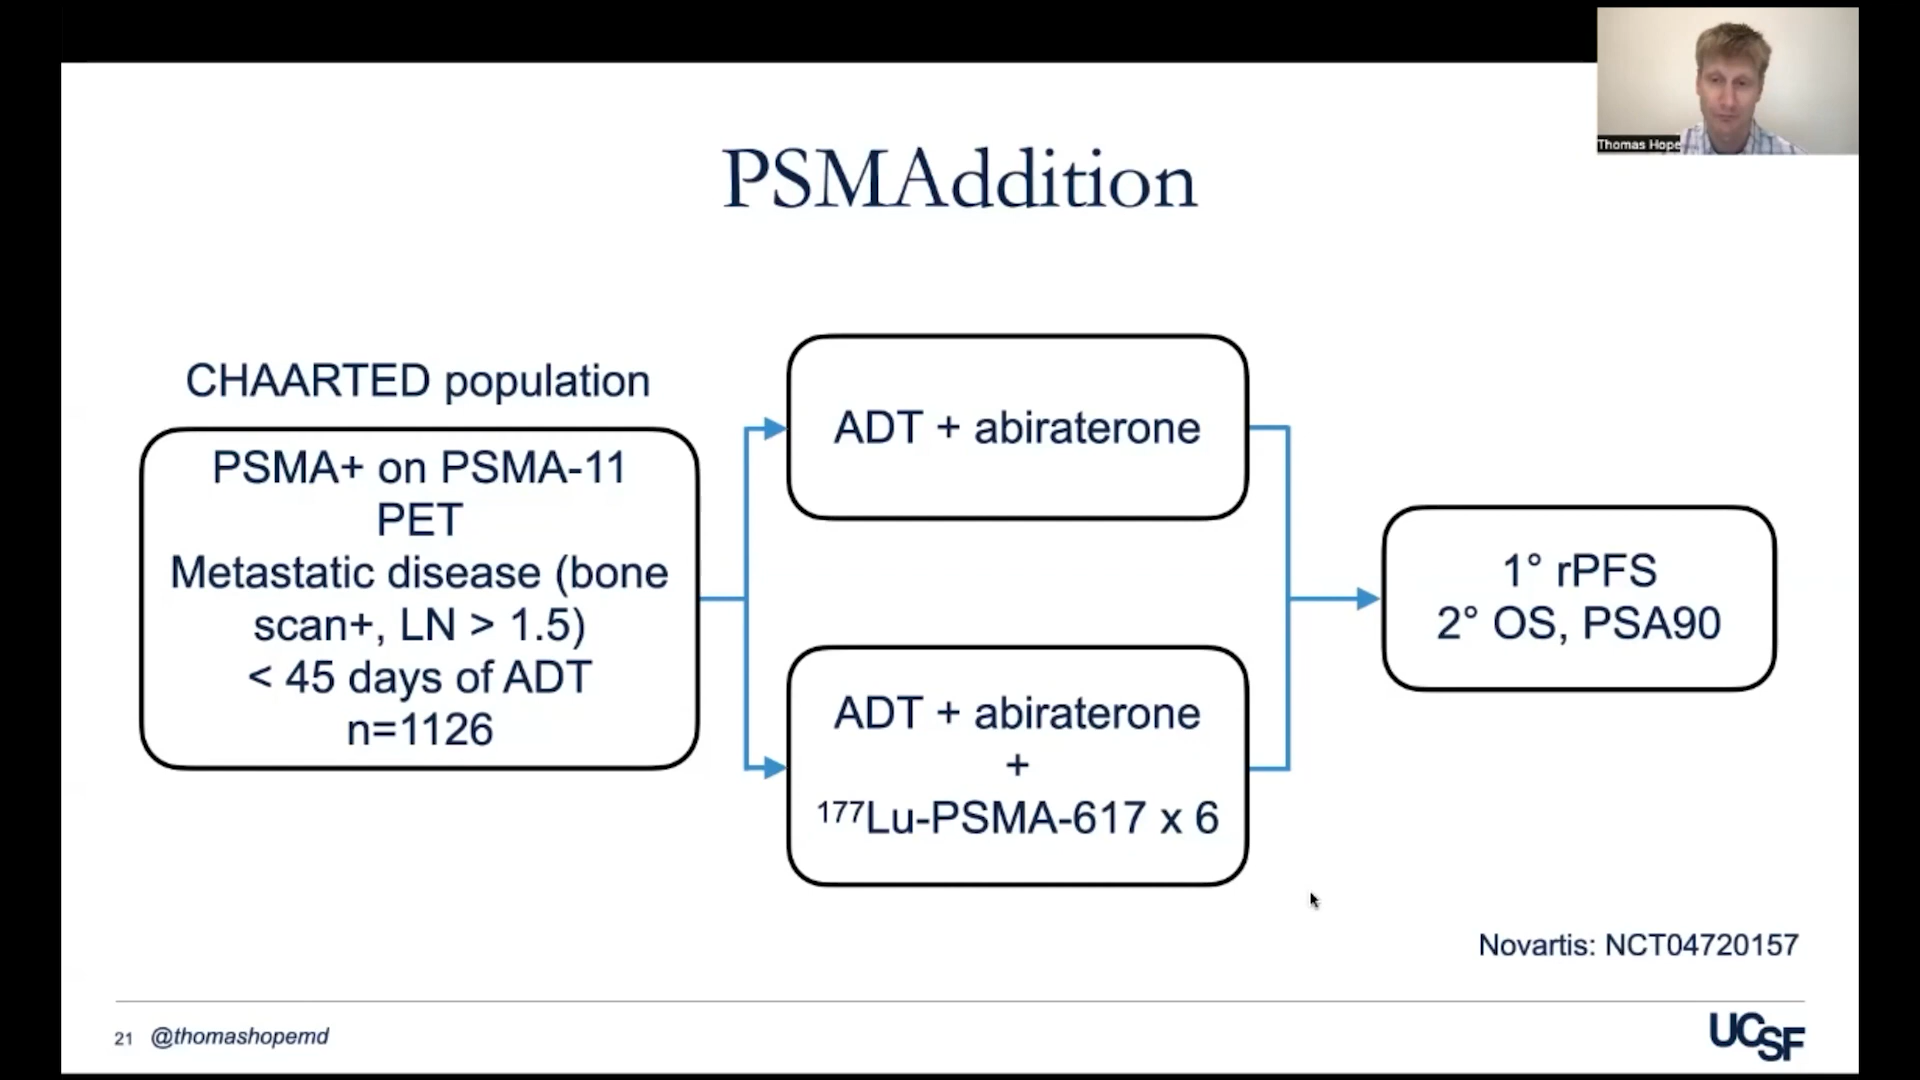 Thomas Hope
PSMAddition
CHAARTED population
PSMA+ on PSMA-11
PET
Metastatic disease (bone
scan+, LN > 1.5)
< 45 days of ADT
n=1126
ADT + abiraterone
ADT + abiraterone
+
¹⁷⁷Lu-PSMA-617 x 6
1° rPFS
2° OS, PSA90
Novartis: NCT04720157
21 @thomashopemd
UCSF